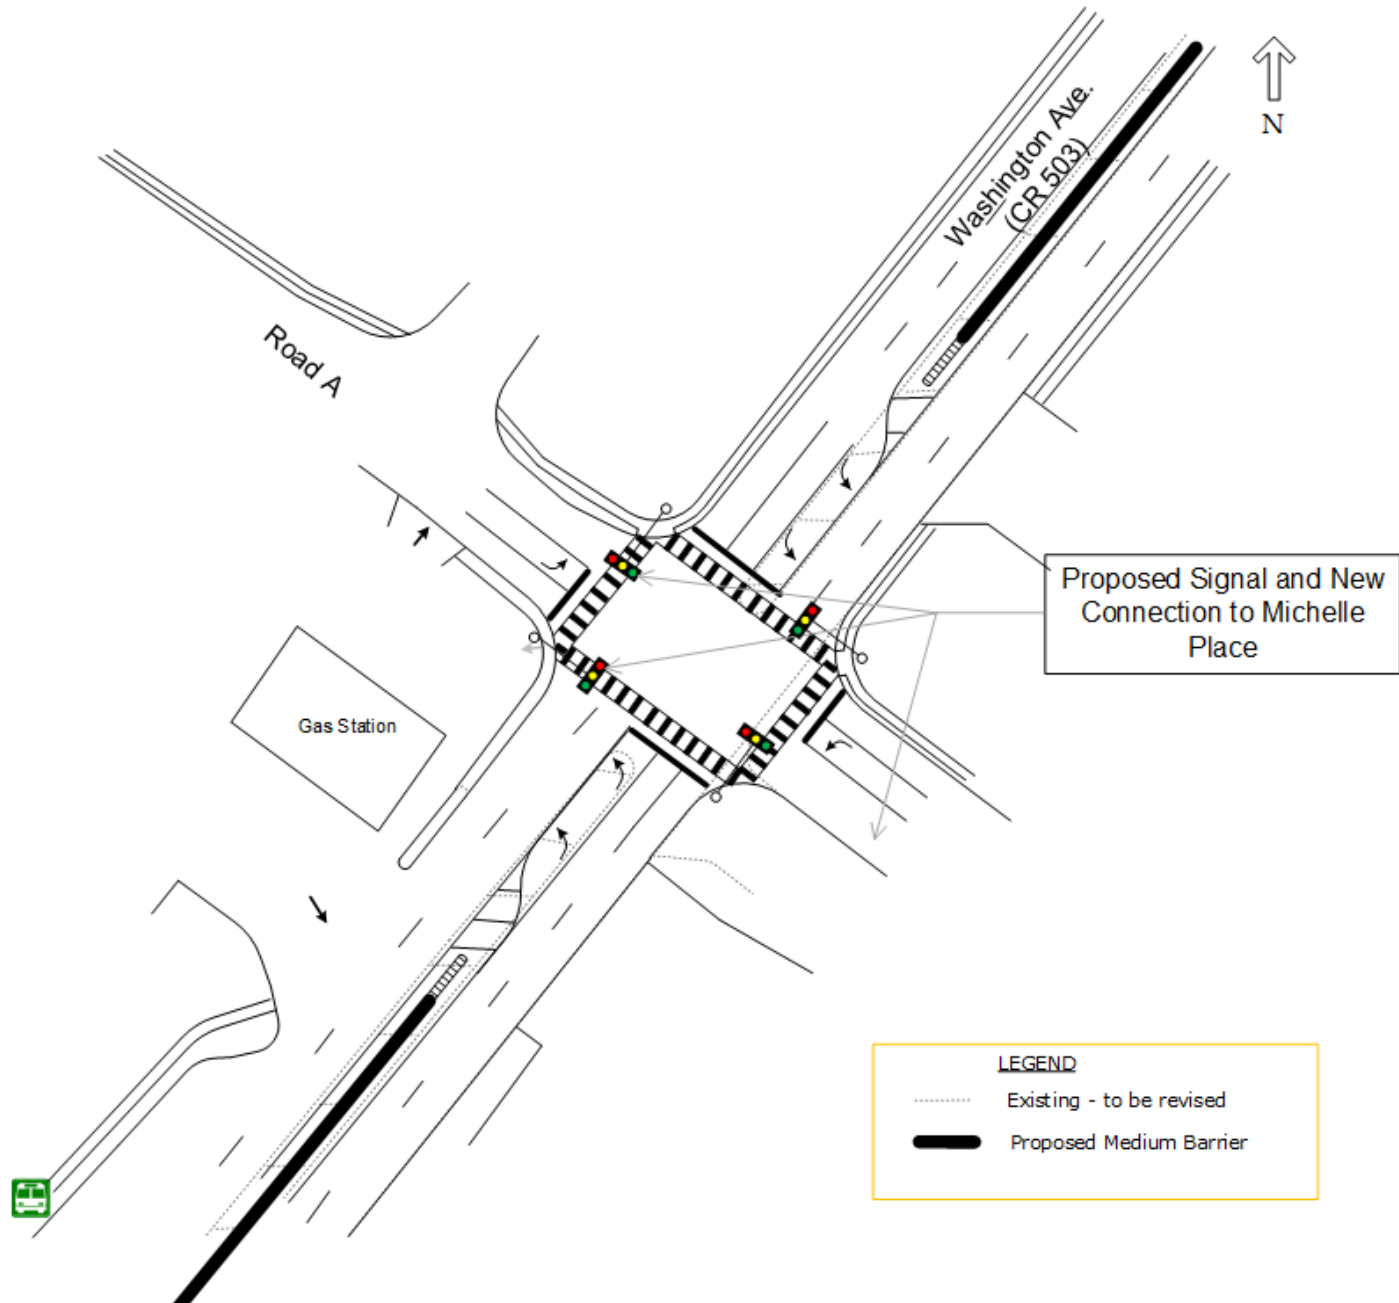 Washington Ave.
(CR 503)
N
Road A
Proposed Signal and New
Connection to Michelle
Place
Gas Station
LEGEND
Existing - to be revised
Proposed Medium Barrier